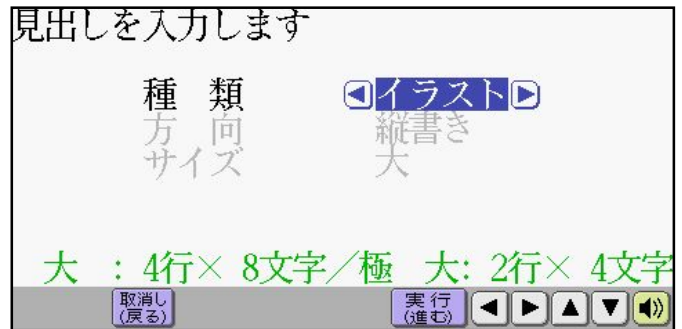 見出しを入力します
種 類 イラスト
方 向 縦書き
サイズ 大
大 : 4行× 8文字/極 大: 2行× 4文字
取消し 実行
(戻る) (進む)